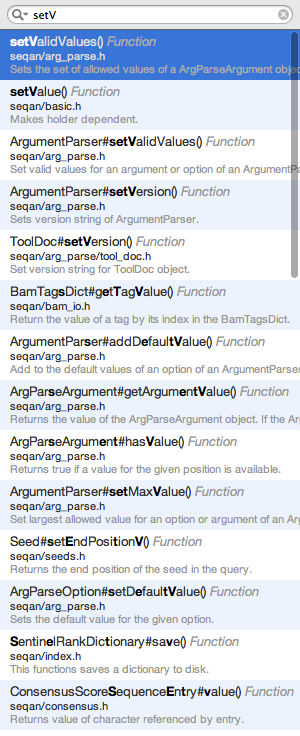 setV
setValidValues() Function
seqan/arg_parse.h
Sets the set of allowed values of a ArgParseArgument
setValue() Function
seqan/basic.h
Makes holder dependent.
ArgumentParser#setValidValues() Function
seqan/arg_parse.h
Set valid values for an argument or option of an
ArgumentParser#setVersion() Function
seqan/arg_parse.h
Sets version string of ArgumentParser.
ToolDoc#setVersion() Function
seqan/arg_parse/tool_doc.h
Set version string for ToolDoc object.
BamTagsDict#getTagValue() Function
seqan/bam_io.h
Return the value of a tag by its index in the BamTagsDict.
ArgumentParser#addDefaultValue() Function
seqan/arg_parse.h
Add to the default values of an option of an ArgumentParser
ArgParseArgument#getArgumentValue() Function
seqan/arg_parse.h
Returns the value of the ArgParseArgument object. If the
ArgParseArgument#hasValue() Function
seqan/arg_parse.h
Returns true if a value for the given position is available.
ArgumentParser#setMaxValue() Function
seqan/arg_parse.h
Set largest allowed value for an option or argument of an
Seed#setEndPositionV() Function
seqan/seeds.h
Returns the end position of the seed in the query.
ArgParseOption#setDefaultValue() Function
seqan/arg_parse.h
Sets the default value for the given option.
SentinelRankDictionary#save() Function
seqan/index.h
This functions saves a dictionary to disk.
ConsensusScoreSequenceEntry#value() Function
seqan/consensus.h
Returns value of character referenced by entry.